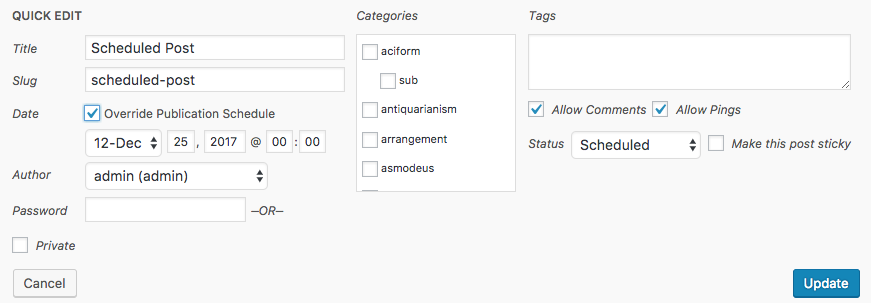 QUICK EDIT
Title Scheduled Post
Slug scheduled-post
Date Override Publication Schedule
12-Dec 25 , 2017 @ 00 : 00
Author admin (admin)
Password –OR–
Private
Cancel
Categories
aciform
sub
antiquarianism
arrangement
asmodeus
Tags
Allow Comments Allow Pings
Status Scheduled Make this post sticky
Update